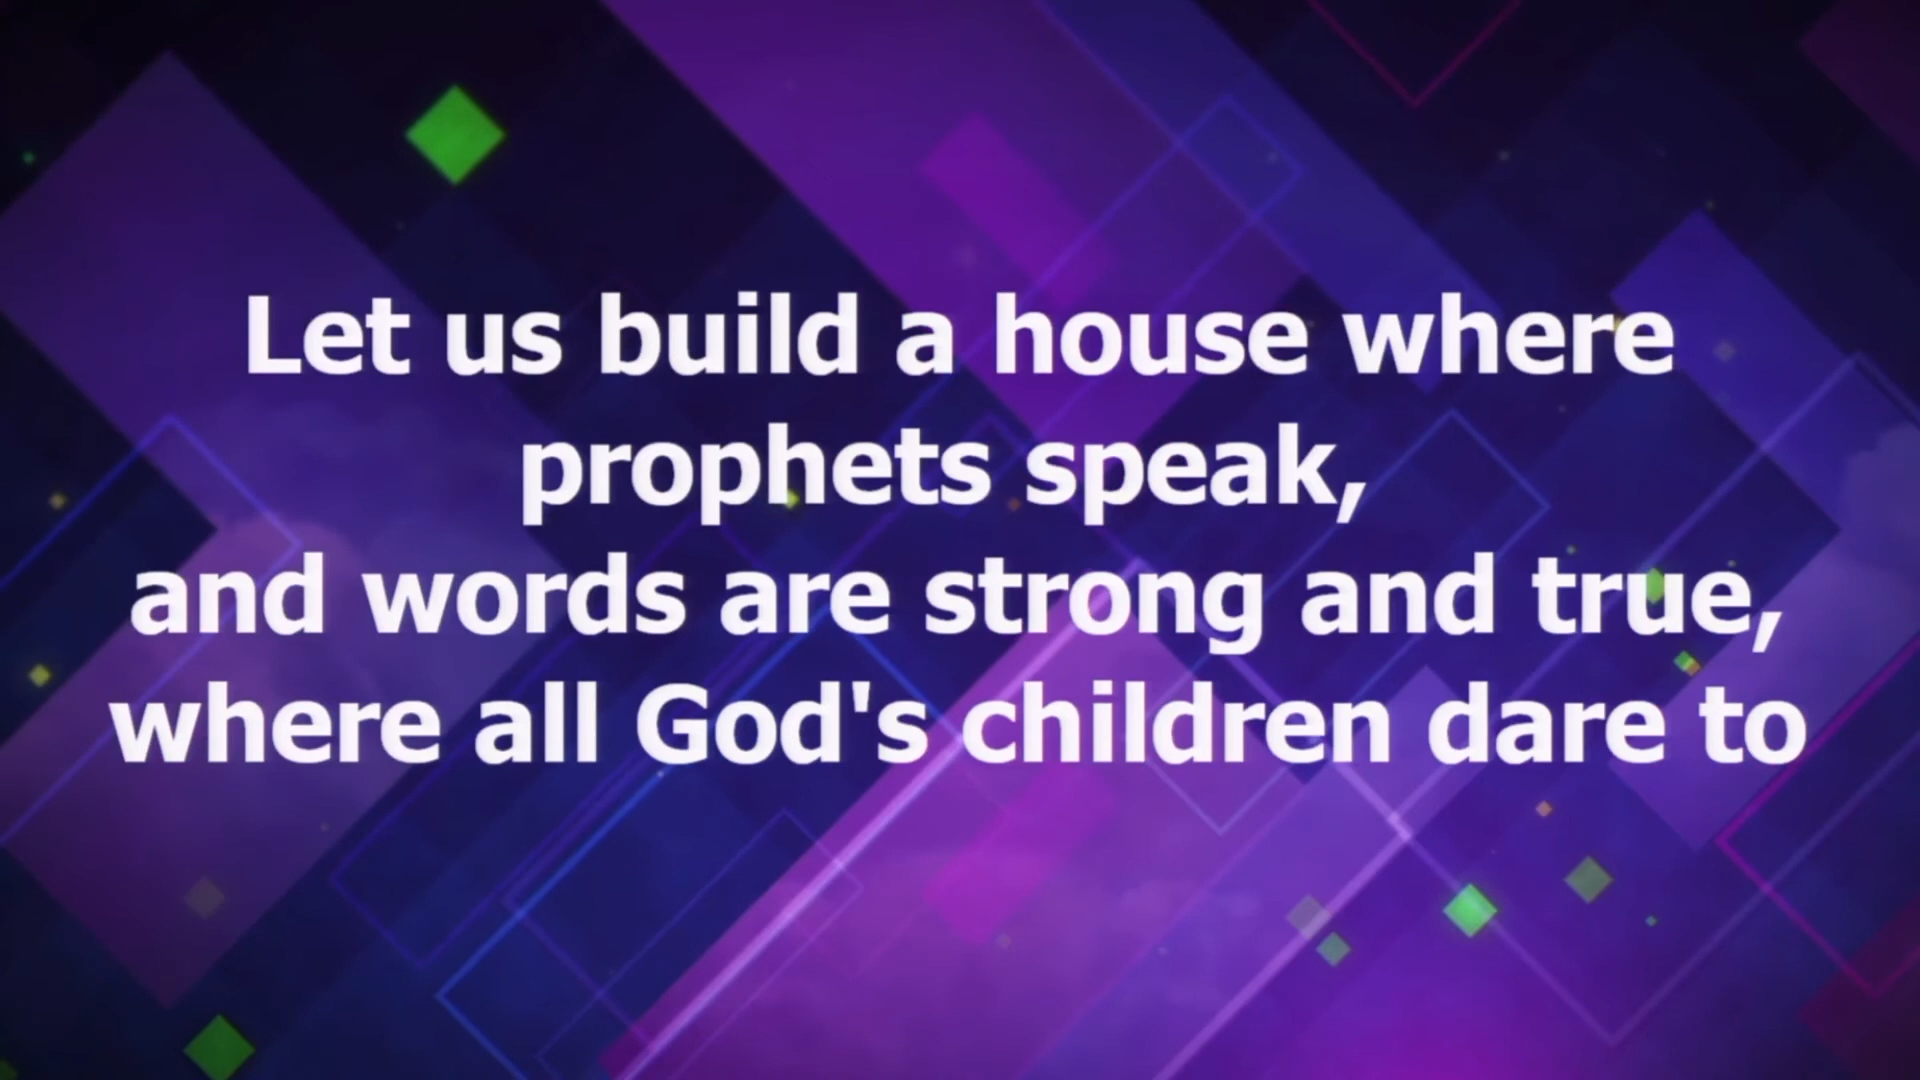 Let us build a house where
prophets speak,
and words are strong and true,
where all God's children dare to